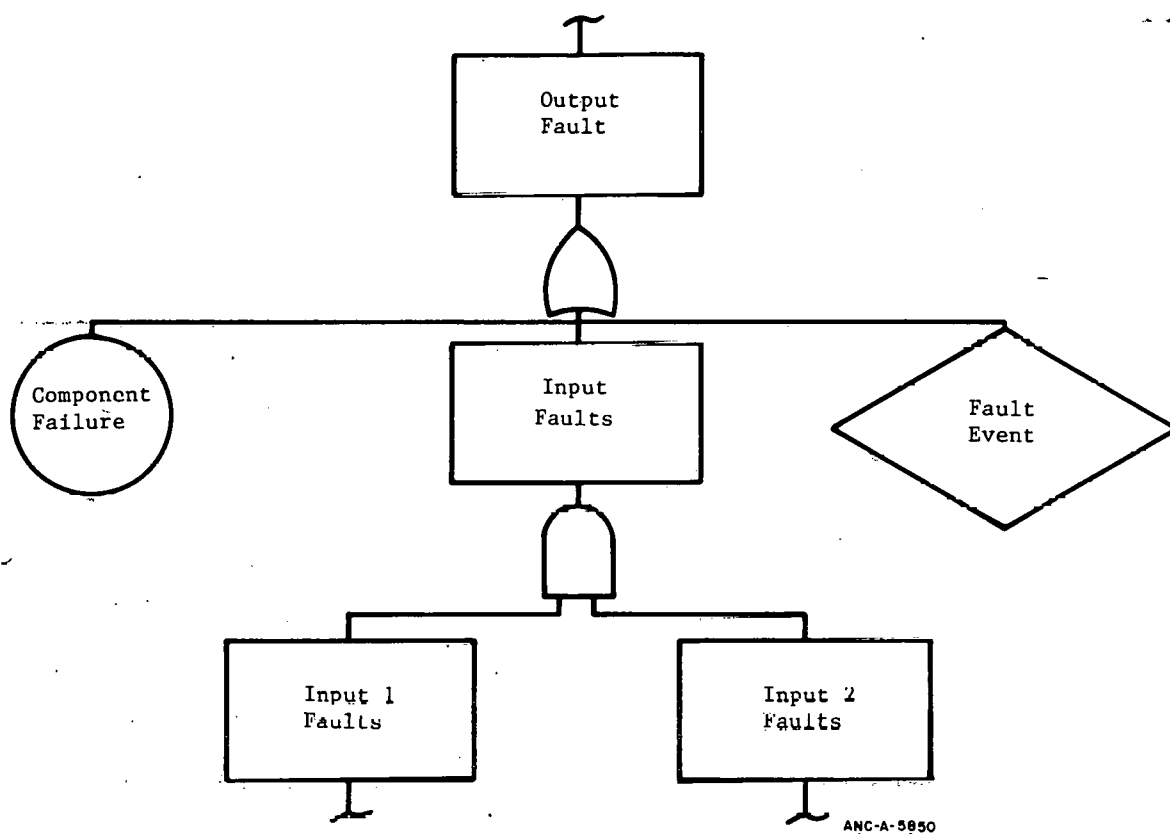 Output
Fault
Component
Failure
Input
Faults
Fault
Event
Input 1
Faults
Input 2
Faults
ANC-A-5850